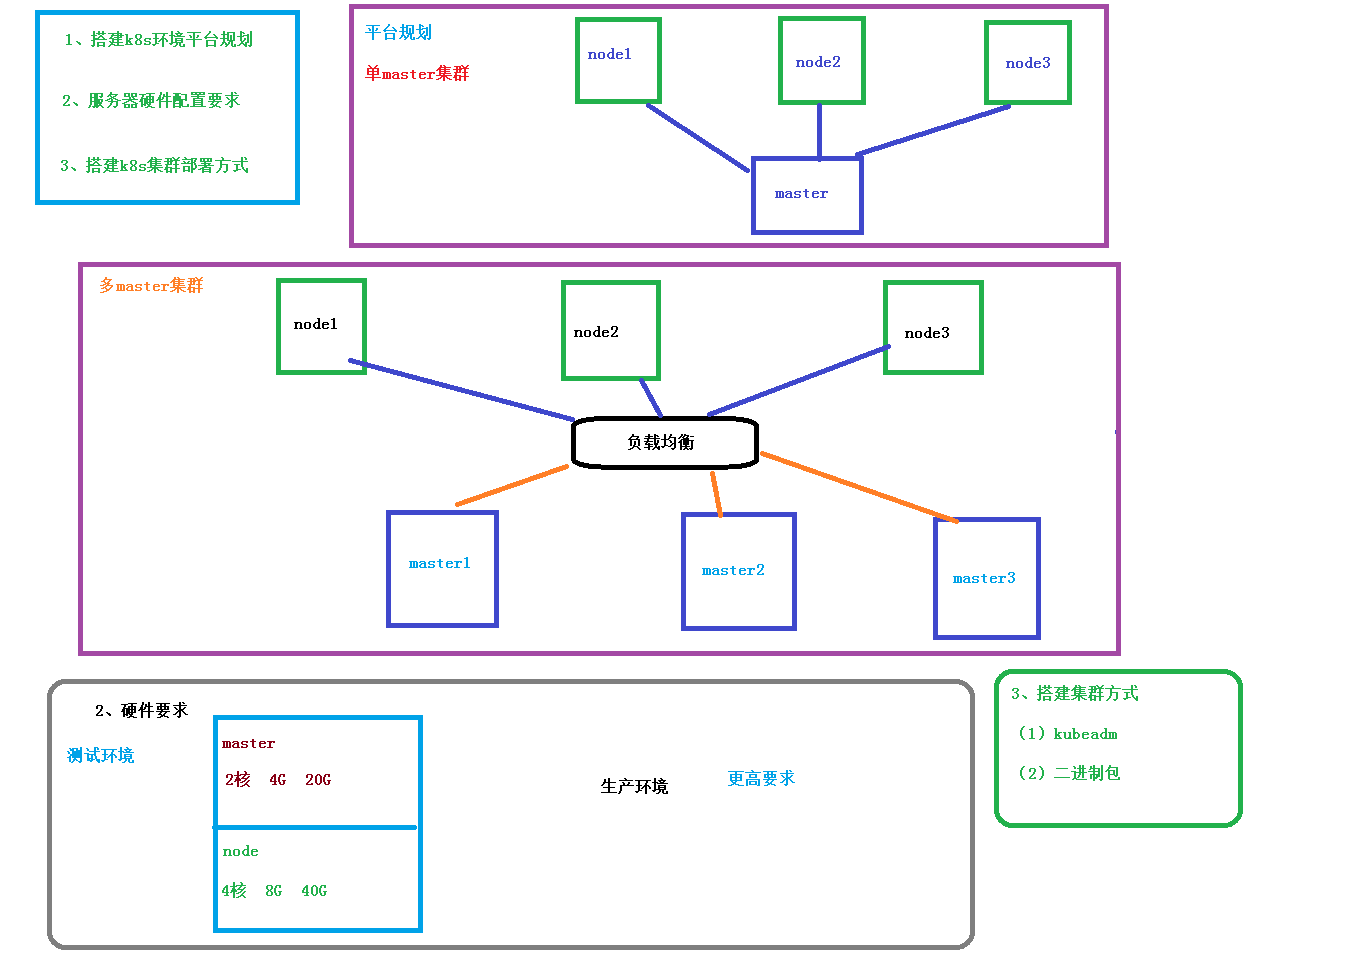 1、搭建k8s环境平台规划
2、服务器硬件配置要求
3、搭建k8s集群部署方式
平台规划
单master集群
node1
node2
node3
master
多master集群
node1
node2
node3
负载均衡
master1
master2
master3
2、硬件要求
测试环境
master
2核 4G 20G
node
4核 8G 40G
生产环境
更高要求
3、搭建集群方式
（1）kubeadm
（2）二进制包